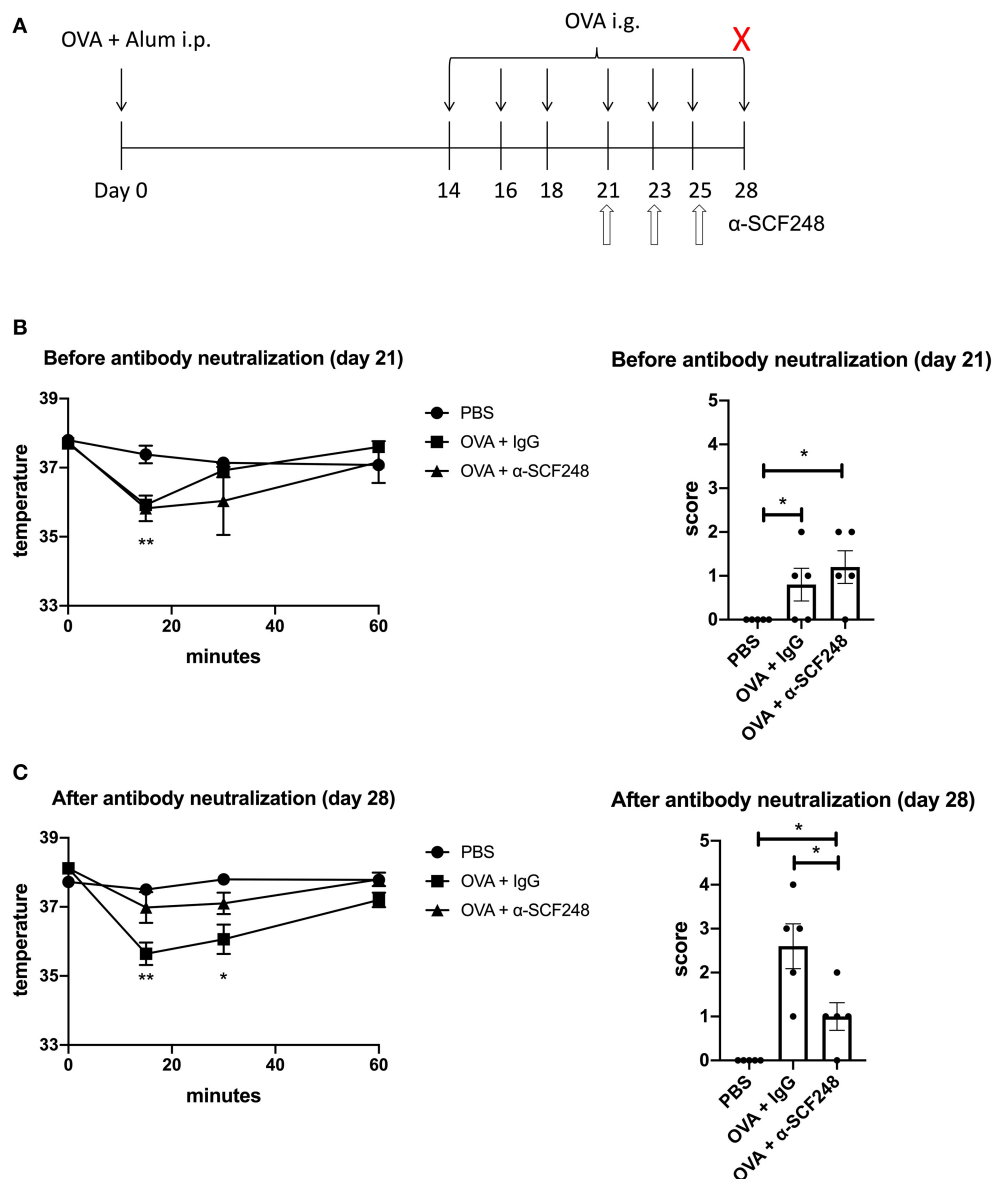 A
OVA + Alum i.p.
OVA i.g.
X
Day 0
14
16
18
21
23
25
28
α-SCF248
B
Before antibody neutralization (day 21)
temperature
39
37
35
33
0
20
40
60
minutes
**
PBS
OVA + IgG
OVA + α-SCF248
Before antibody neutralization (day 21)
score
5
4
3
2
1
0
*
*
PBS
OVA + IgG
OVA + α-SCF248
C
After antibody neutralization (day 28)
temperature
39
37
35
33
0
20
40
60
minutes
**
*
PBS
OVA + IgG
OVA + α-SCF248
After antibody neutralization (day 28)
score
5
4
3
2
1
0
*
*
PBS
OVA + IgG
OVA + α-SCF248